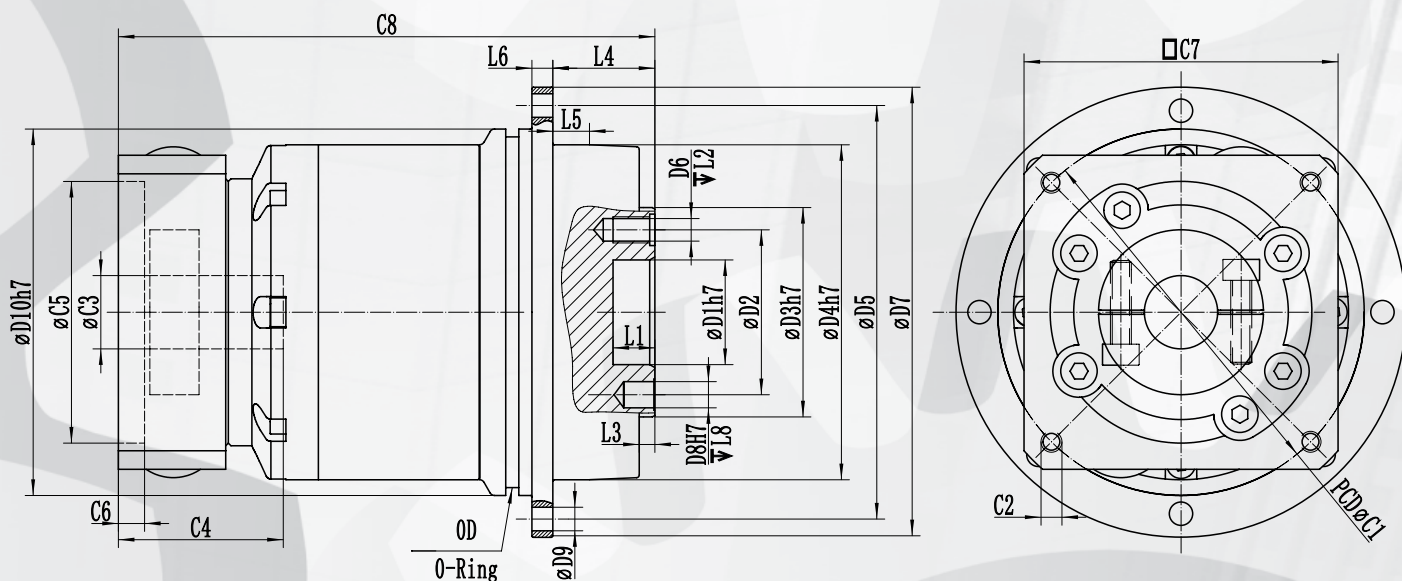 C8
L6
L4
□C7
L5
D6
↧L2
øD10h7
øC5
øC3
L1
øD1h7
øD2
øD3h7
øD4h7
øD5
øD7
L3
D8H7
↧L8
C6
C4
OD
O-Ring
øD9
C2
PCDøC1